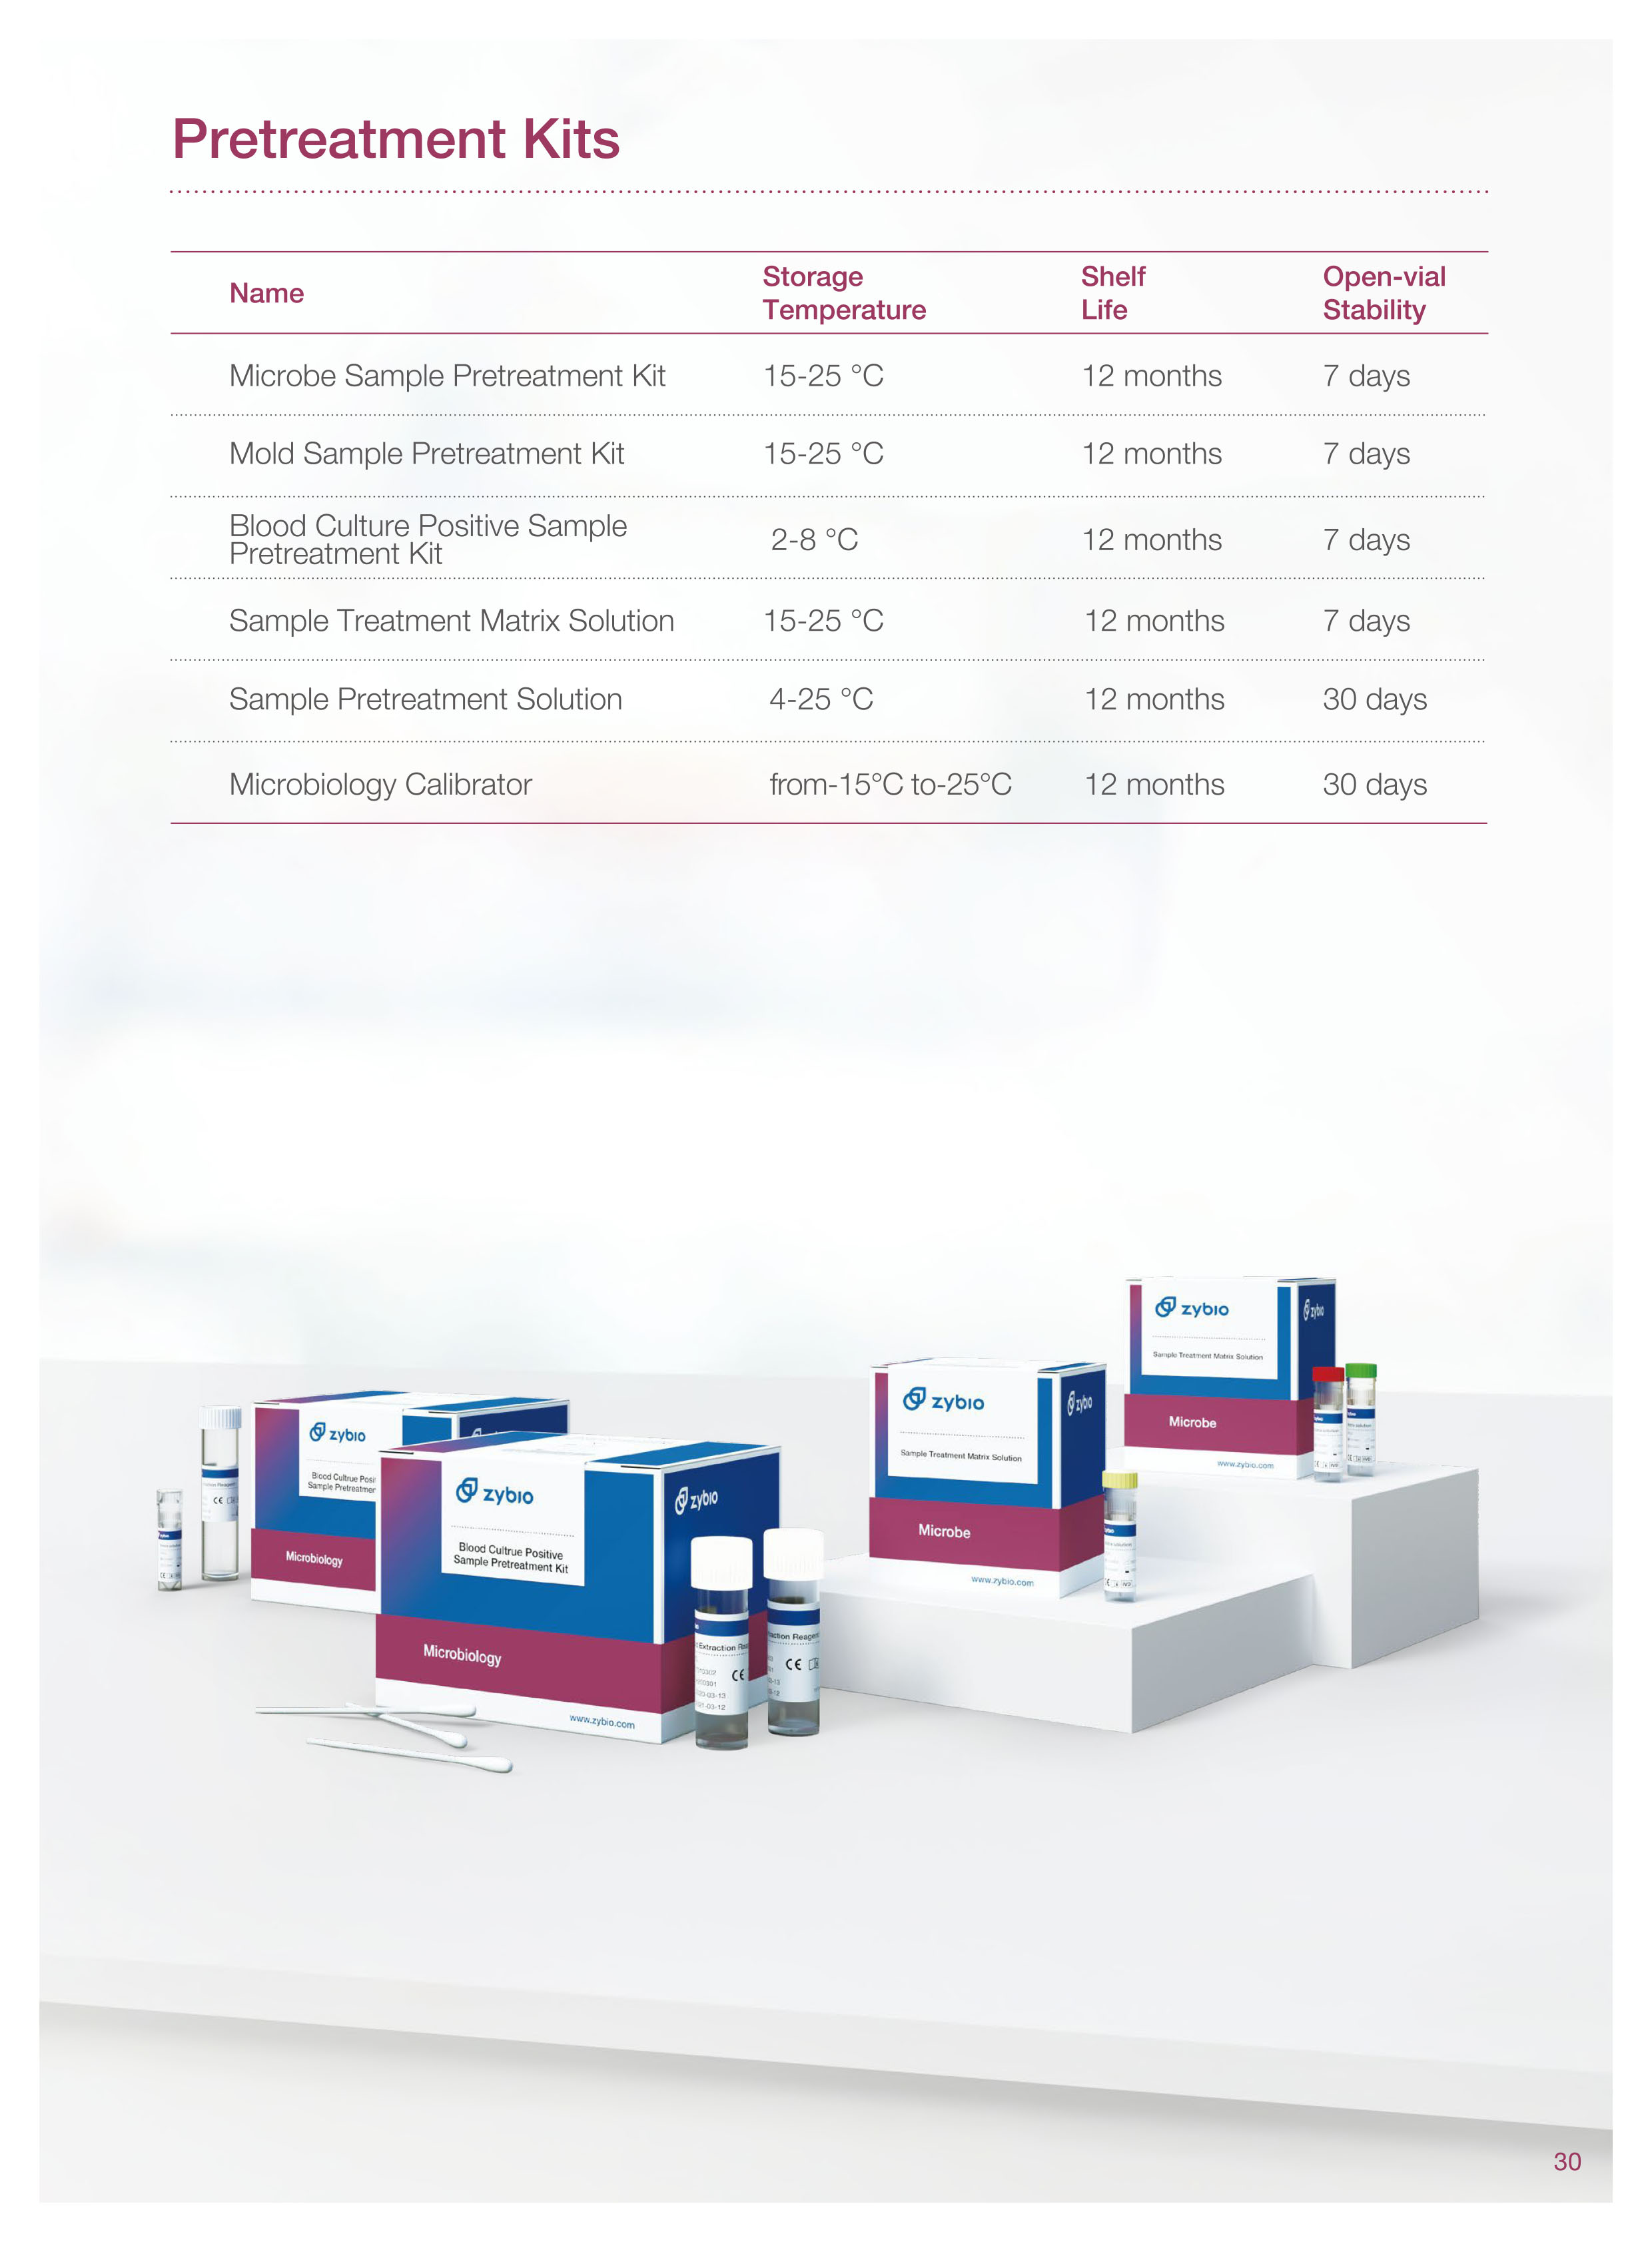 Pretreatment Kits
Name
Storage Temperature
Shelf Life
Open-vial Stability
Microbe Sample Pretreatment Kit 15-25 °C 12 months 7 days
Mold Sample Pretreatment Kit 15-25 °C 12 months 7 days
Blood Culture Positive Sample
Pretreatment Kit 2-8 °C 12 months 7 days
Sample Treatment Matrix Solution 15-25 °C 12 months 7 days
Sample Pretreatment Solution 4-25 °C 12 months 30 days
Microbiology Calibrator from-15°C to-25°C 12 months 30 days
zybio
zybio
Sample Treatment Matrix Solution
Microbe
www.zybio.com
zybio
zybio
Sample Treatment Matrix Solution
Microbe
www.zybio.com
zybio
Blood Cultrue Posi
Sample Pretreatmer
Microbiology
zybio
zybio
Blood Cultrue Positive
Sample Pretreatment Kit
Microbiology
www.zybio.com
Extraction
CE
CE
CE
30